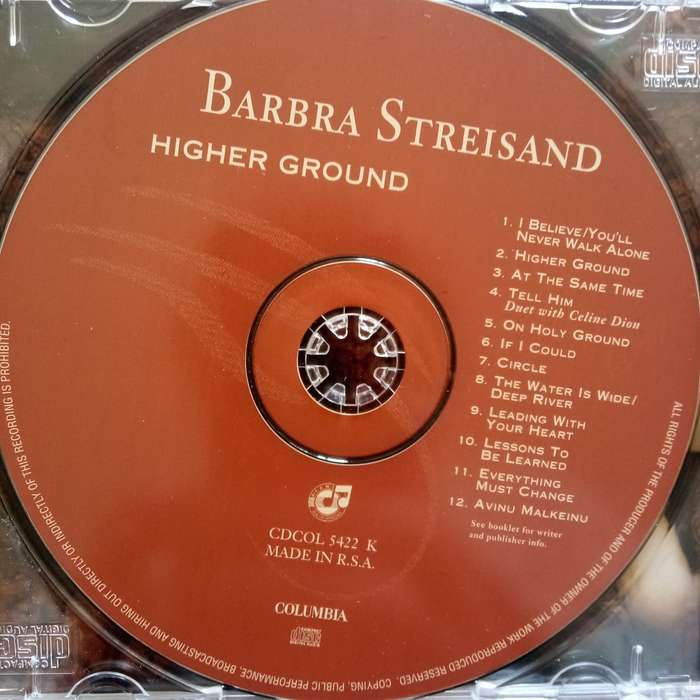 BARBRA STREISAND
HIGHER GROUND
1. I BELIEVE/YOU'LL
NEVER WALK ALONE
2. HIGHER GROUND
3. AT THE SAME TIME
4. TELL HIM
Duet with Celine Dion
5. ON HOLY GROUND
6. IF I COULD
7. CIRCLE
8. THE WATER IS WIDE/
DEEP RIVER
9. LEADING WITH
YOUR HEART
10. LESSONS TO
BE LEARNED
11. EVERYTHING
MUST CHANGE
12. AVINU MALKEINU
See booklet for writer
and publisher info.
CDCOL 5422 K
MADE IN R.S.A.
COLUMBIA
COMPACT
disc
DIGITAL AUDIO
ALL RIGHTS OF THE PRODUCER AND OF THE OWNER OF THE WORK REPRODUCED RESERVED. COPYING, PUBLIC PERFORMANCE, BROADCASTING AND HIRING OUT DIRECTLY OR INDIRECTLY OF THIS RECORDING IS PROHIBITED.